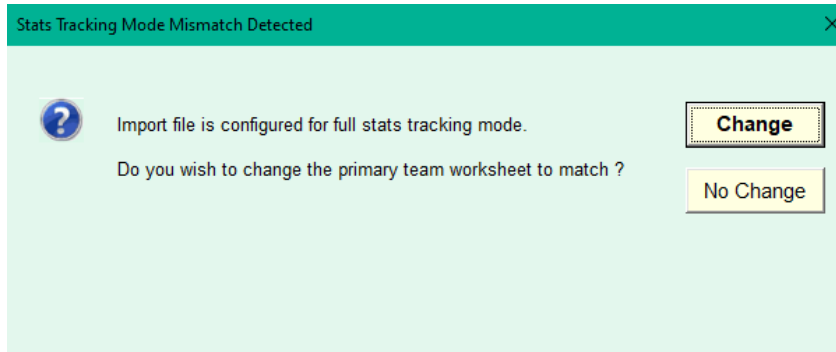 Stats Tracking Mode Mismatch Detected
Import file is configured for full stats tracking mode.
Change
Do you wish to change the primary team worksheet to match ?
No Change